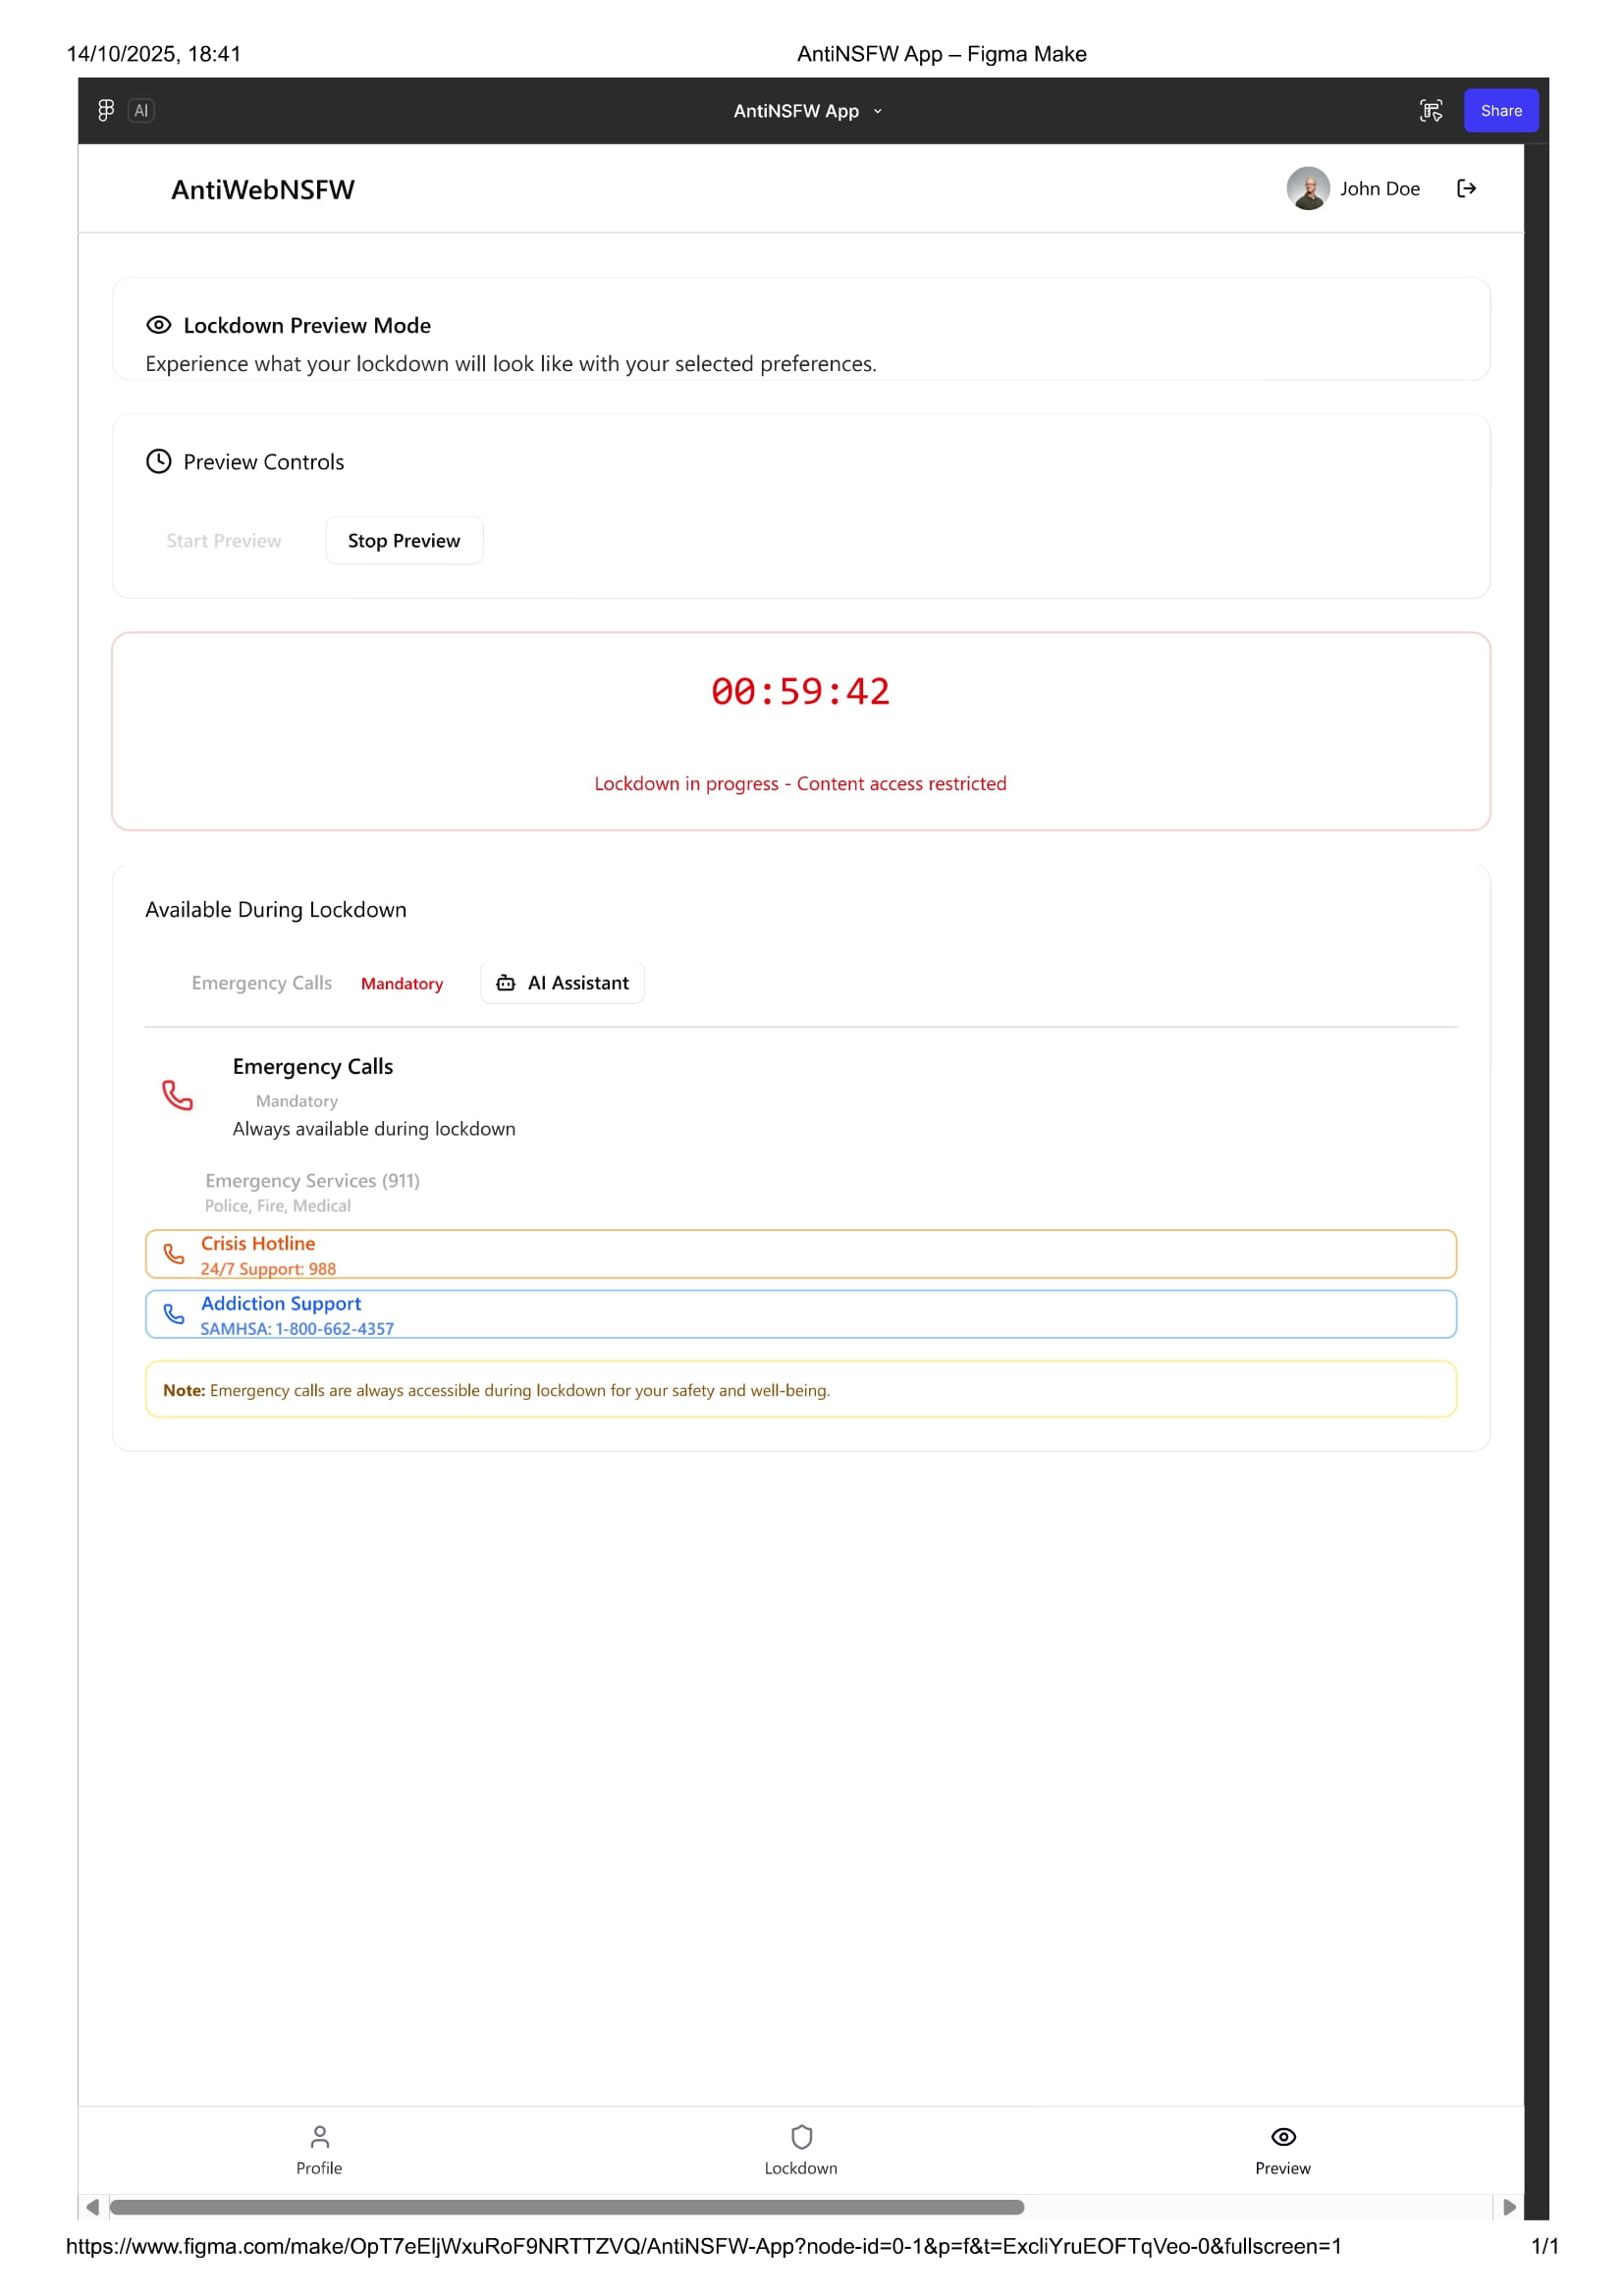 14/10/2025, 18:41
AntiNSFW App – Figma Make
AI
AntiNSFW App
Share
AntiWebNSFW
John Doe
Lockdown Preview Mode
Experience what your lockdown will look like with your selected preferences.
Preview Controls
Start Preview
Stop Preview
00:59:42
Lockdown in progress - Content access restricted
Available During Lockdown
Emergency Calls Mandatory
AI Assistant
Emergency Calls
Mandatory
Always available during lockdown
Emergency Services (911)
Police, Fire, Medical
Crisis Hotline
24/7 Support: 988
Addiction Support
SAMHSA: 1-800-662-4357
Note: Emergency calls are always accessible during lockdown for your safety and well-being.
Profile
Lockdown
Preview
https://www.figma.com/make/OpT7eEljWxuRoF9NRTTZVQ/AntiNSFW-App?node-id=0-1&p=f&t=ExcliYruEOFTqVeo-0&fullscreen=1
1/1